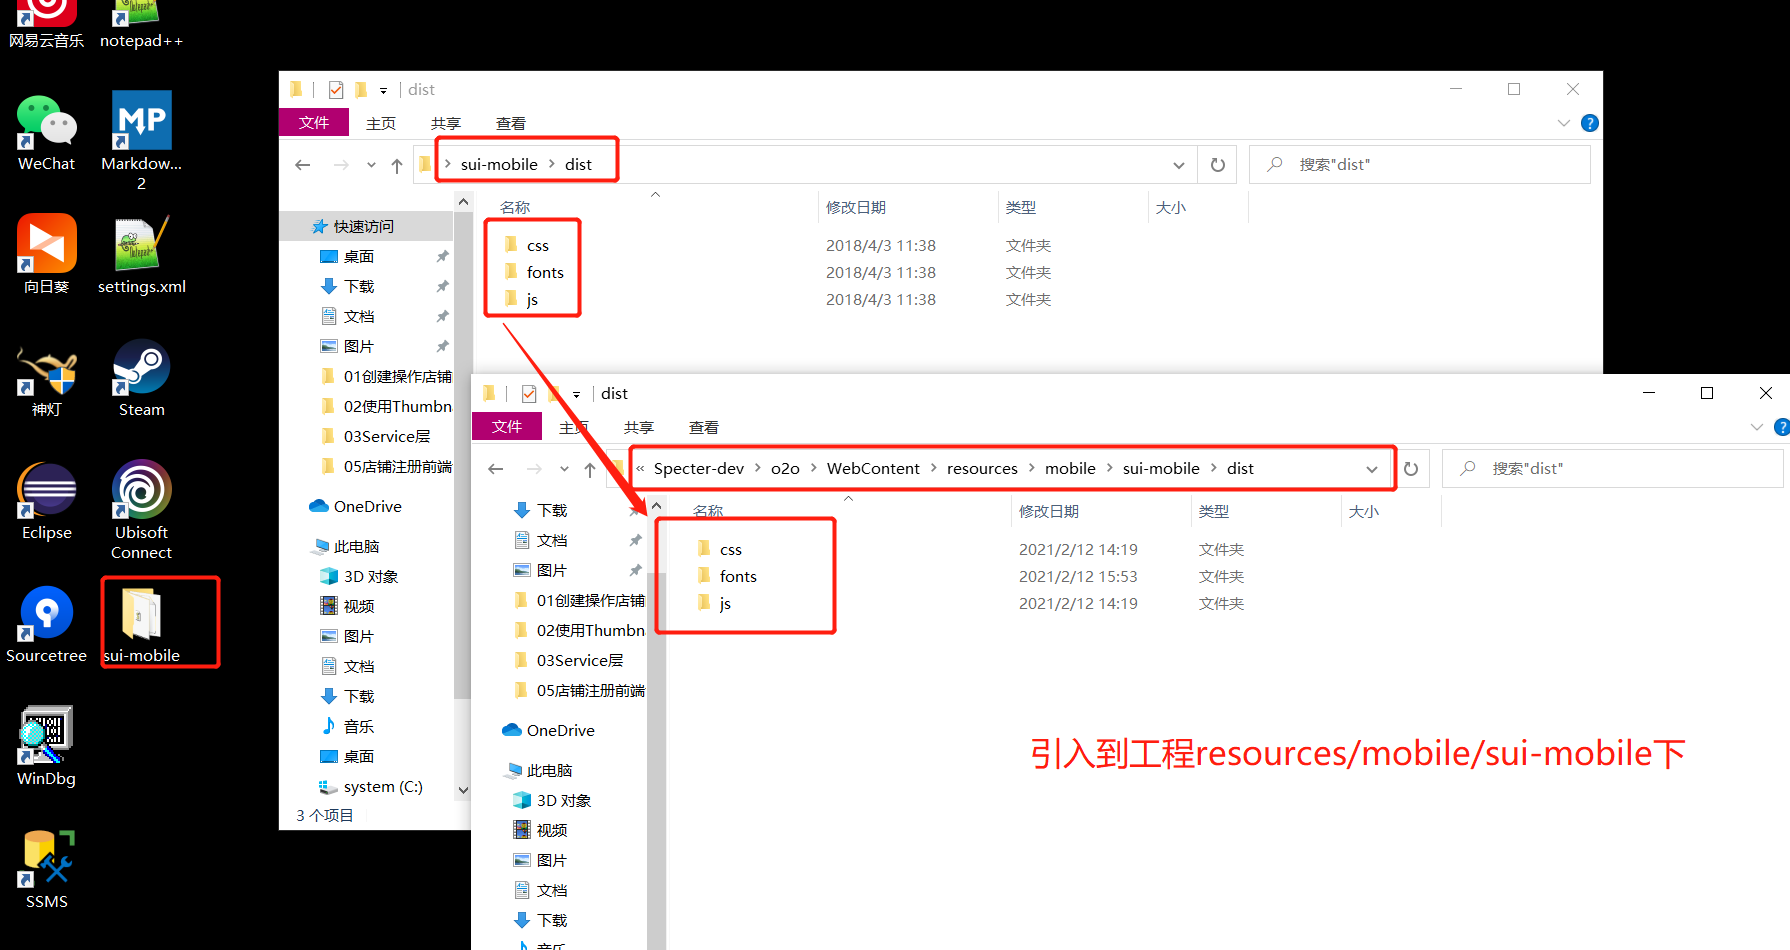 网易云音乐
notepad++
WeChat
MP
Markdow...
2
向日葵
settings.xml
神灯
Steam
Eclipse
Ubisoft
Connect
Sourcetree
sui-mobile
WinDbg
SSMS
dist
文件
主页
共享
查看
sui-mobile
dist
搜索"dist"
名称
修改日期
类型
大小
css
2018/4/3 11:38
文件夹
fonts
2018/4/3 11:38
文件夹
js
2018/4/3 11:38
文件夹
快速访问
桌面
下载
文档
图片
01创建操作店铺
02使用Thumbn
03Service层
05店铺注册前端
OneDrive
此电脑
3D 对象
视频
图片
文档
下载
音乐
桌面
system (C:)
3 个项目
dist
文件
主页
共享
查看
« Specter-dev
o2o
WebContent
resources
mobile
sui-mobile
dist
搜索"dist"
名称
修改日期
类型
大小
css
2021/2/12 14:19
文件夹
fonts
2021/2/12 15:53
文件夹
js
2021/2/12 14:19
文件夹
下载
文档
图片
01创建操作店铺
02使用Thumbn
03Service层
05店铺注册前端
OneDrive
此电脑
3D 对象
视频
图片
文档
下载
音乐
引入到工程resources/mobile/sui-mobile下